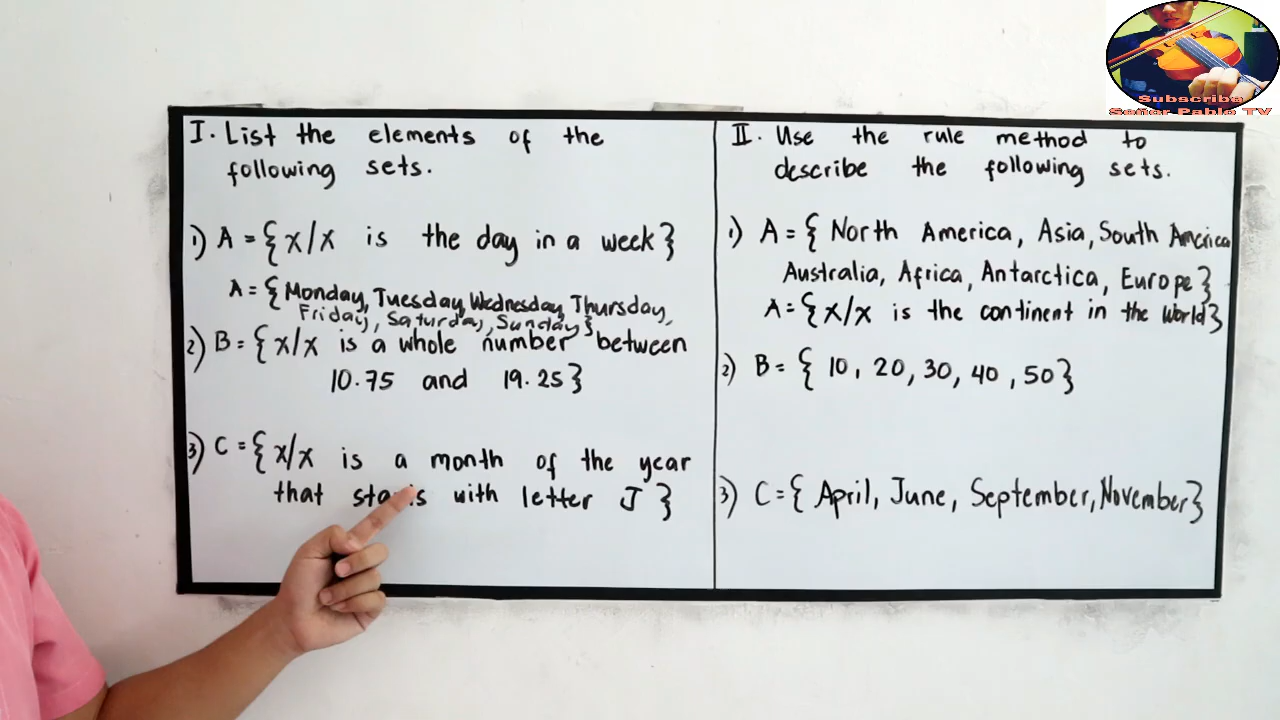 I. List the elements of the
following sets.
1) A = {x/x is the day in a week}
A = {Monday, Tuesday, Wednesday, Thursday,
Friday, Saturday, Sunday}
2) B = {x/x is a whole number between
10.75 and 19.25}
3) C = {x/x is a month of the year
that starts with letter J}
II. Use the rule method to
describe the following sets.
1) A = { North America, Asia, South America
Australia, Africa, Antarctica, Europe}
A = {x/x is the continent in the world}
2) B = { 10, 20, 30, 40, 50}
3) C = { April, June, September, November}
Subscribe
Señor Pablo TV